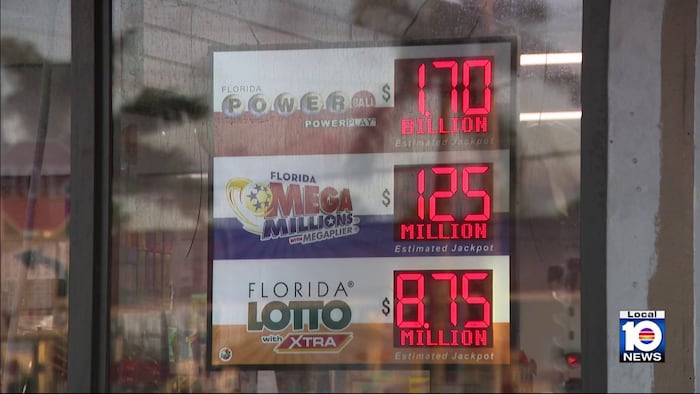 FLORIDA
POWERBALL
POWERPLAY
$ 1.70
BILLION
Estimated Jackpot
FLORIDA
MEGA
MILLIONS
WITH MEGAPLIER
$ 125
MILLION
Estimated Jackpot
FLORIDA®
LOTTO
with XTRA
$ 8.75
MILLION
Estimated Jackpot
Local
10
NEWS